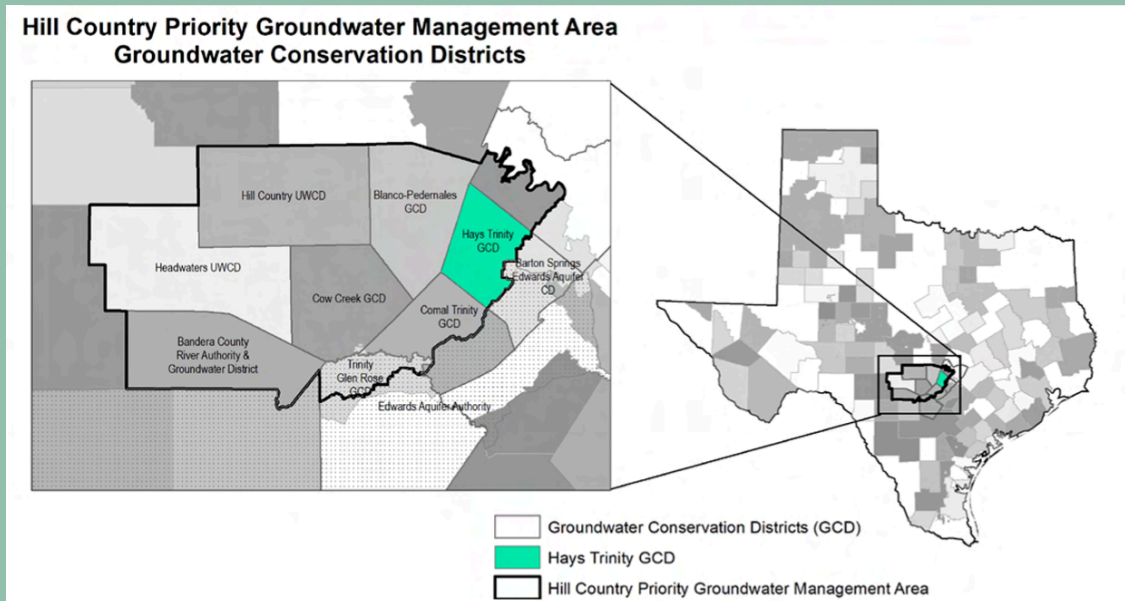 Hill Country Priority Groundwater Management Area
Groundwater Conservation Districts
Hill Country UWCD
Blanco-Pedernales
GCD
Hays Trinity
GCD
Headwaters UWCD
Barton Springs
Edwards Aquifer
CD
Cow Creek GCD
Comal Trinity
GCD
Bandera County
River Authority &
Groundwater District
Trinity
Glen Rose
GCD
Edwards Aquifer Authority
Groundwater Conservation Districts (GCD)
Hays Trinity GCD
Hill Country Priority Groundwater Management Area